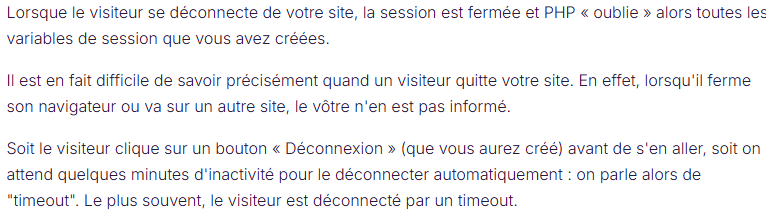 Lorsque le visiteur se déconnecte de votre site, la session est fermée et PHP « oublie » alors toutes les
variables de session que vous avez créées.
Il est en fait difficile de savoir précisément quand un visiteur quitte votre site. En effet, lorsqu'il ferme
son navigateur ou va sur un autre site, le vôtre n'en est pas informé.
Soit le visiteur clique sur un bouton « Déconnexion » (que vous aurez créé) avant de s'en aller, soit on
attend quelques minutes d'inactivité pour le déconnecter automatiquement : on parle alors de
"timeout". Le plus souvent, le visiteur est déconnecté par un timeout.